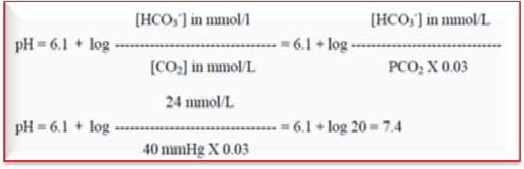 [HCO₃⁻] in mmol/l [HCO₃⁻] in mmol/L
pH = 6.1 + log ------------------------------ = 6.1 + log ------------------------------
[CO₂] in mmol/L PCO₂ X 0.03
24 mmol/L
pH = 6.1 + log ------------------------------ = 6.1 + log 20 = 7.4
40 mmHg X 0.03